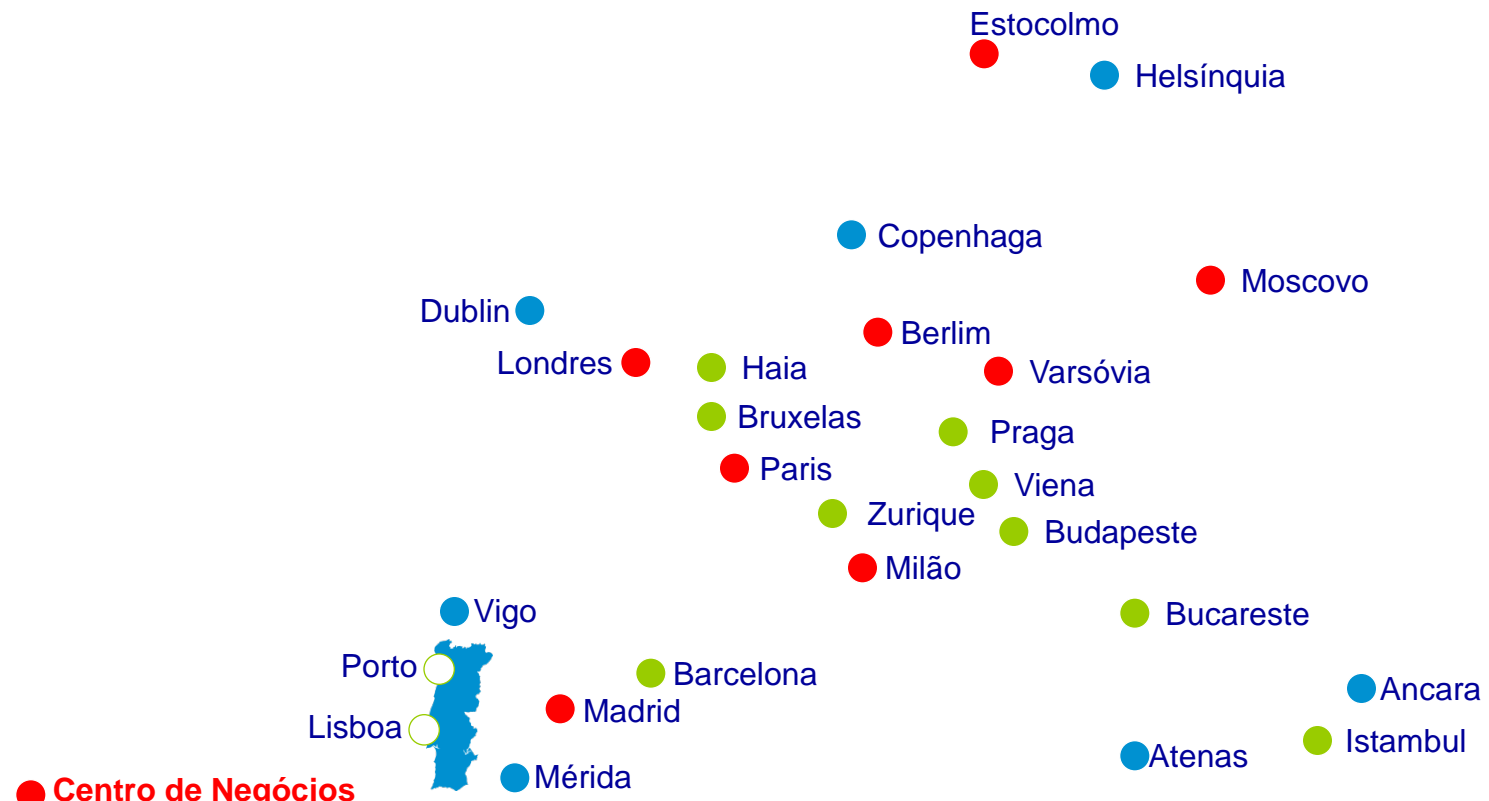 Estocolmo
Helsínquia
Copenhaga
Moscovo
Dublin
Berlim
Londres
Haia
Varsóvia
Bruxelas
Praga
Paris
Viena
Zurique
Budapeste
Milão
Vigo
Bucareste
Porto
Barcelona
Ancara
Madrid
Lisboa
Istambul
Atenas
Mérida
Centro de Negócios